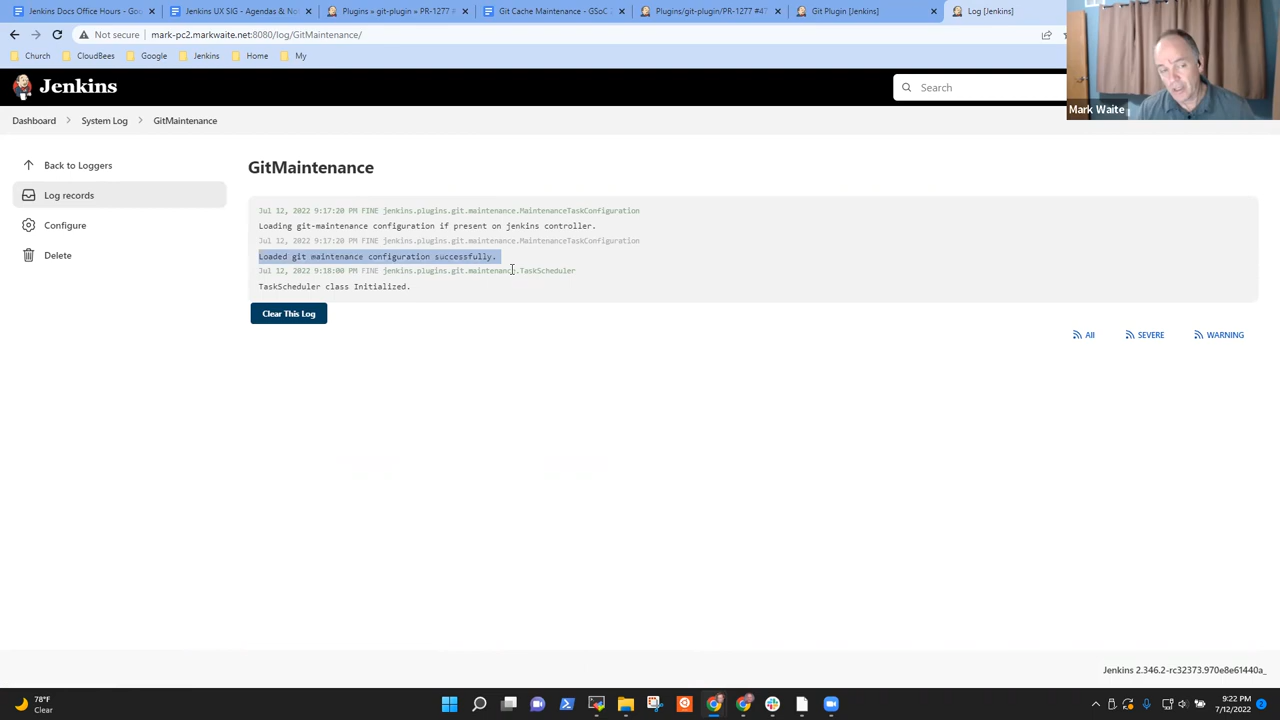 Jenkins Docs Office Hours - Goo
Jenkins UX SIG - Agendas & No
Plugins » git-plugin » PR-1277 #
Git Cache Maintenance - GSoC
Plugins/git-plugin/PR-1277 #47
Git Plugin [Jenkins]
Log [Jenkins]
Not secure
mark-pc2.markwaite.net:8080/log/GitMaintenance/
Church
CloudBees
Google
Jenkins
Home
My
Jenkins
Search
Mark Waite
Dashboard
System Log
GitMaintenance
Back to Loggers
Log records
Configure
Delete
GitMaintenance
Jul 12, 2022 9:17:20 PM FINE jenkins.plugins.git.maintenance.MaintenanceTaskConfiguration
Loading git-maintenance configuration if present on jenkins controller.
Jul 12, 2022 9:17:20 PM FINE jenkins.plugins.git.maintenance.MaintenanceTaskConfiguration
Loaded git maintenance configuration successfully.
Jul 12, 2022 9:18:00 PM FINE jenkins.plugins.git.maintenance.TaskScheduler
TaskScheduler class Initialized.
Clear This Log
All
SEVERE
WARNING
Jenkins 2.346.2-rc32373.970e8e61440a_
78°F
Clear
9:22 PM
7/12/2022
2